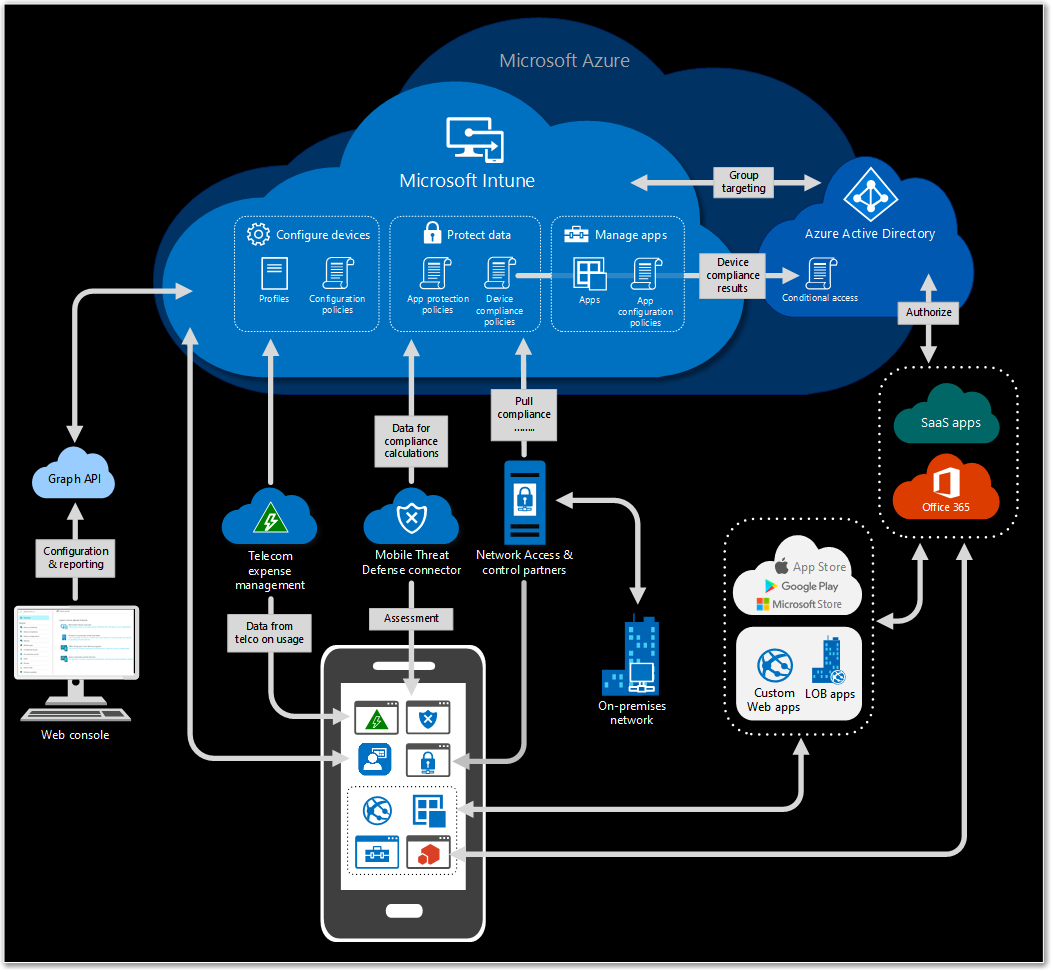 Microsoft Azure
Microsoft Intune
Group
targeting
Azure Active Directory
Configure devices
Protect data
Manage apps
Profiles
Configuration
policies
App protection
policies
Device
compliance
policies
Apps
App
configuration
policies
Device
compliance
results
Conditional access
Authorize
SaaS apps
Office 365
Pull
compliance
........
Data for
compliance
calculations
Graph API
Configuration
& reporting
Web console
Telecom
expense
management
Mobile Threat
Defense connector
Network Access &
control partners
Data from
telco on usage
Assessment
On-premises
network
App Store
Google Play
Microsoft Store
Custom
Web apps
LOB apps